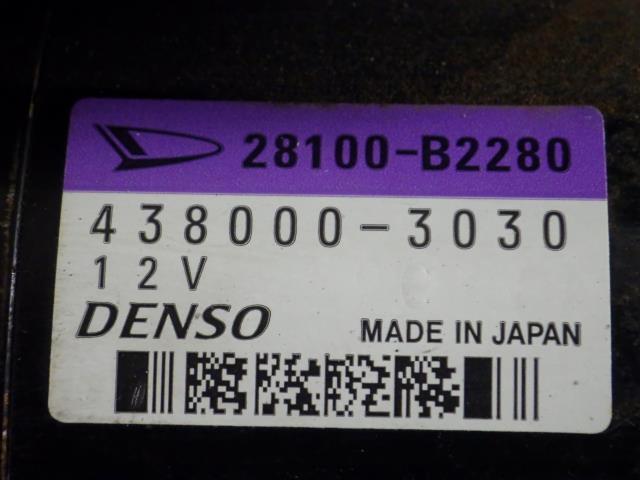 28100-B2280
438000-3030
12V
DENSO
MADE IN JAPAN